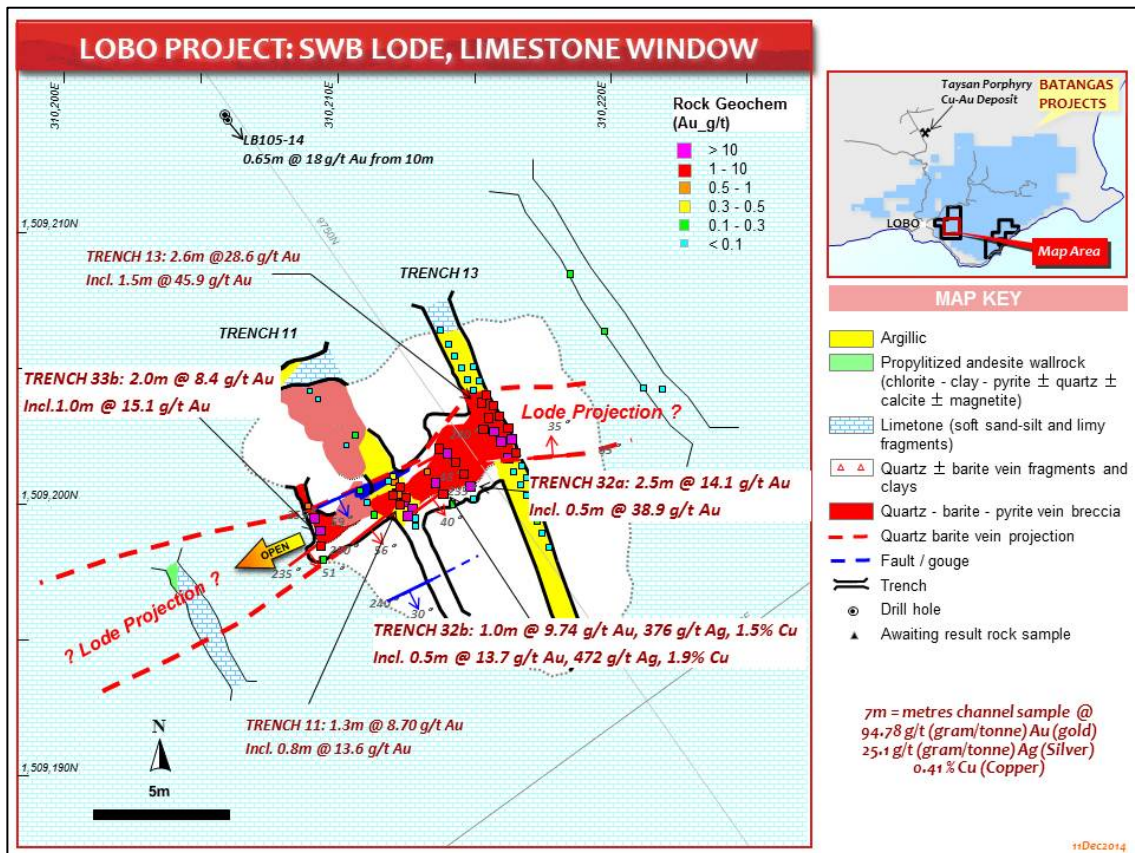 LOBO PROJECT: SWB LODE, LIMESTONE WINDOW
310,200E
310,210E
310,220E
LB105-14
0.65m @ 18 g/t Au from 10m
Rock Geochem
(Au_g/t)
> 10
1 - 10
0.5 - 1
0.3 - 0.5
0.1 - 0.3
< 0.1
1,509,210N
9750N
TRENCH 13: 2.6m @28.6 g/t Au
Incl. 1.5m @ 45.9 g/t Au
TRENCH 13
TRENCH 11
TRENCH 33b: 2.0m @ 8.4 g/t Au
Incl.1.0m @ 15.1 g/t Au
Lode Projection ?
35°
TRENCH 32a: 2.5m @ 14.1 g/t Au
Incl. 0.5m @ 38.9 g/t Au
1,509,200N
59°
40°
56°
OPEN
235°
51°
240°
30°
? Lode Projection ?
TRENCH 32b: 1.0m @ 9.74 g/t Au, 376 g/t Ag, 1.5% Cu
Incl. 0.5m @ 13.7 g/t Au, 472 g/t Ag, 1.9% Cu
TRENCH 11: 1.3m @ 8.70 g/t Au
Incl. 0.8m @ 13.6 g/t Au
N
5m
1,509,190N
Taysan Porphyry
Cu-Au Deposit
BATANGAS
PROJECTS
LOBO
Map Area
MAP KEY
Argillic
Propylitized andesite wallrock
(chlorite - clay - pyrite ± quartz ±
calcite ± magnetite)
Limetone (soft sand-silt and limy
fragments)
Quartz ± barite vein fragments and
clays
Quartz - barite - pyrite vein breccia
Quartz barite vein projection
Fault / gouge
Trench
Drill hole
Awaiting result rock sample
7m = metres channel sample @
94.78 g/t (gram/tonne) Au (gold)
25.1 g/t (gram/tonne) Ag (Silver)
0.41 % Cu (Copper)
11Dec2014